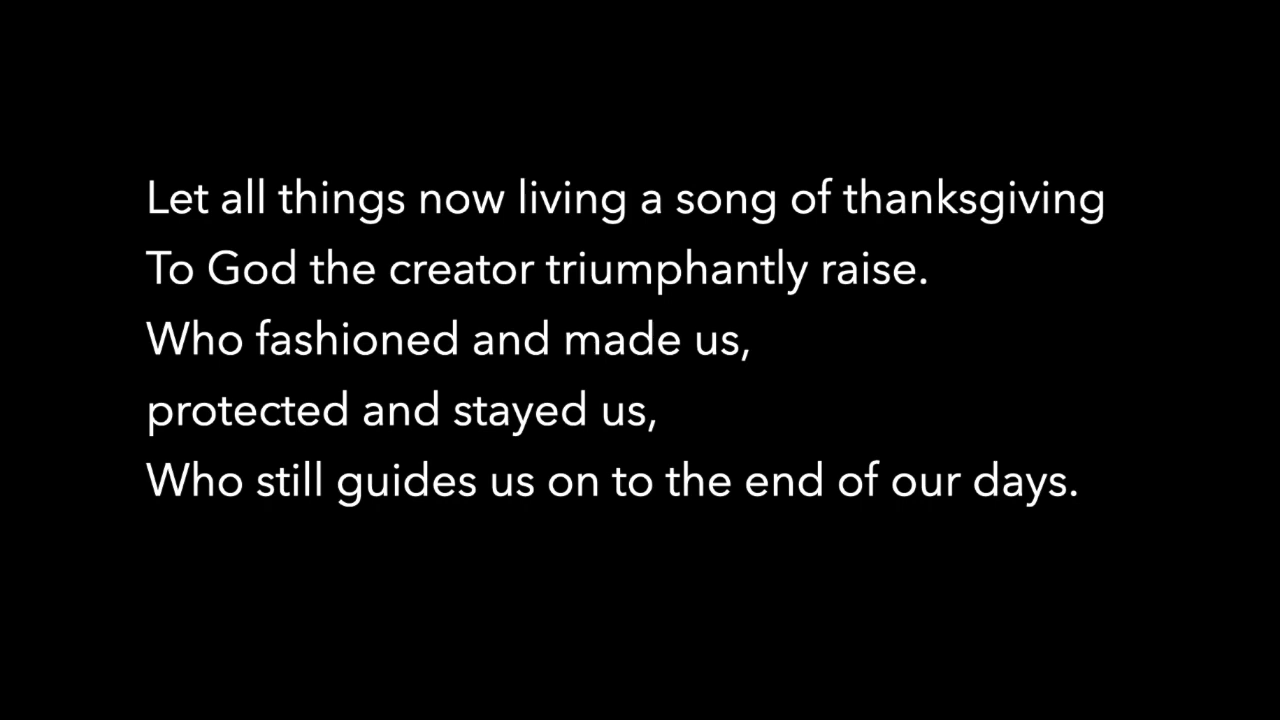 Let all things now living a song of thanksgiving
To God the creator triumphantly raise.
Who fashioned and made us,
protected and stayed us,
Who still guides us on to the end of our days.